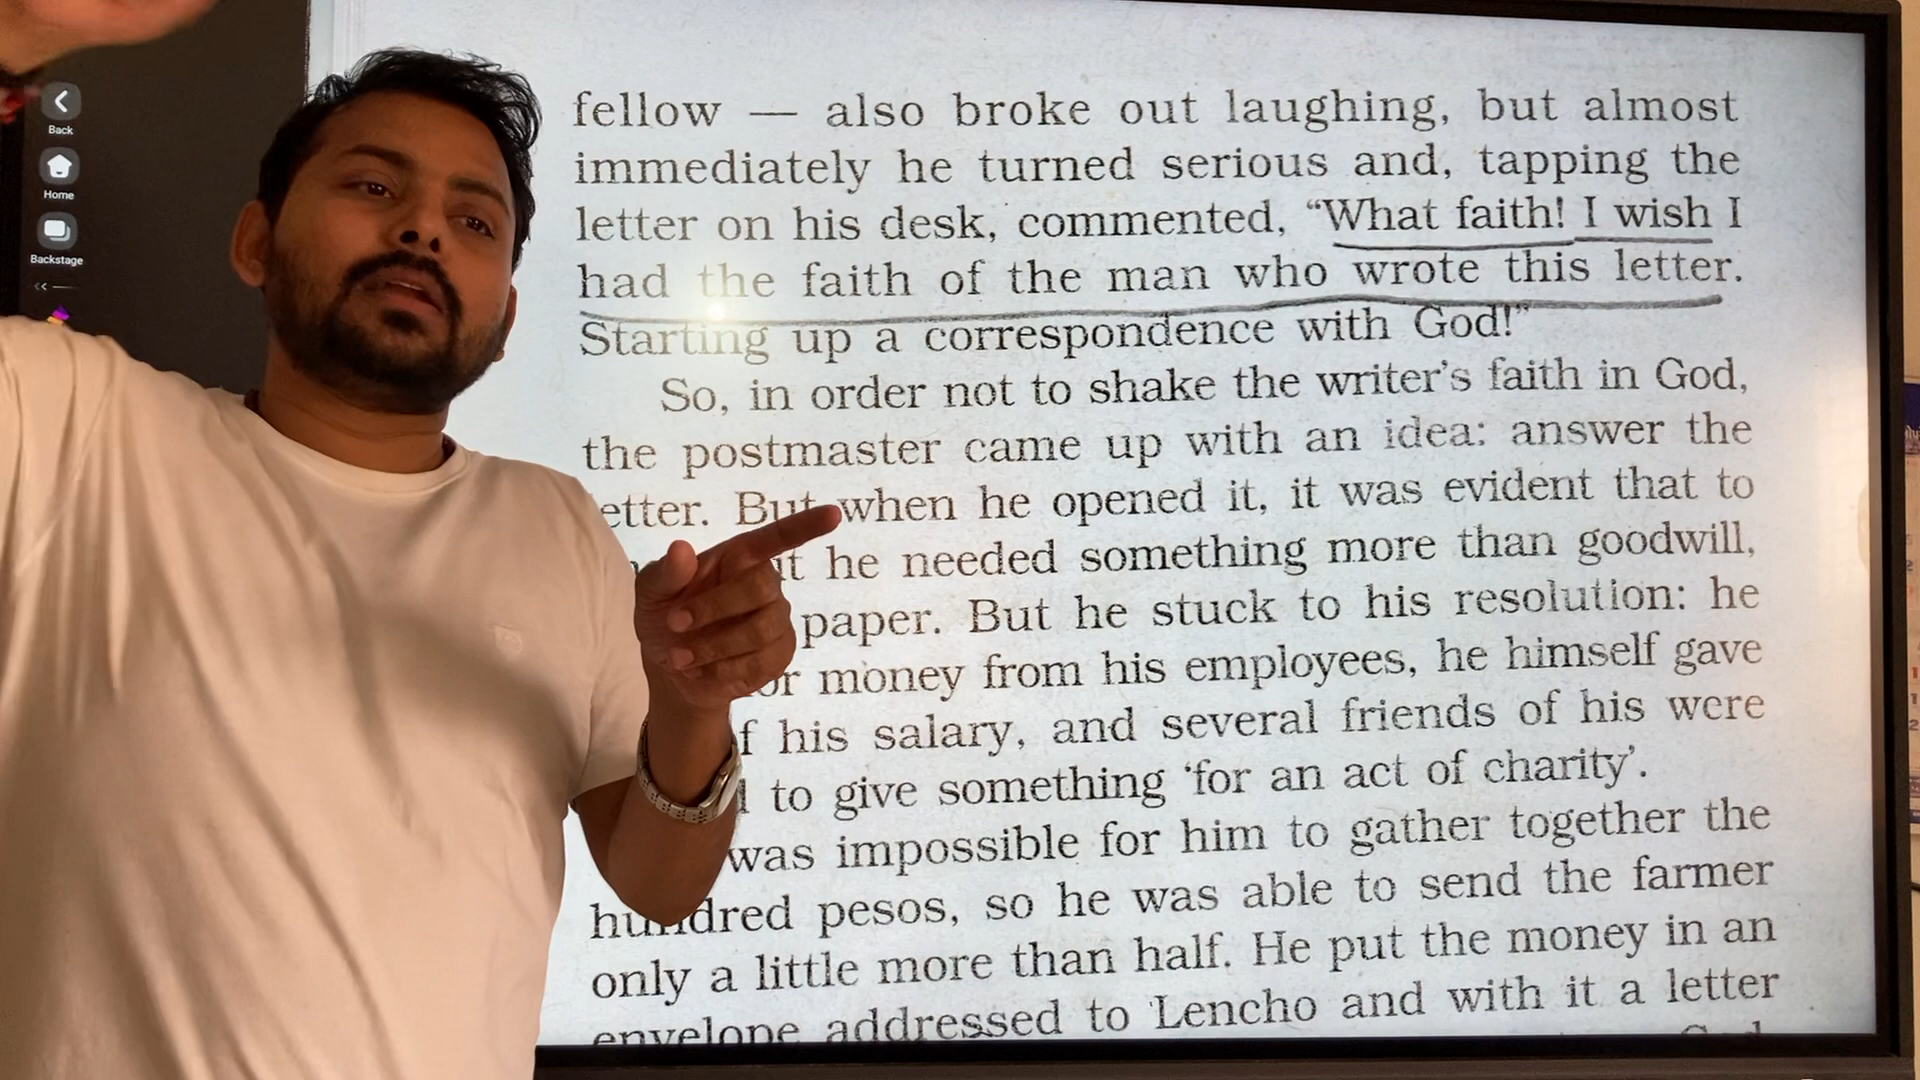 Back
Home
Backstage
fellow — also broke out laughing, but almost
immediately he turned serious and, tapping the
letter on his desk, commented, “What faith! I wish I
had the faith of the man who wrote this letter.
Starting up a correspondence with God!”
So, in order not to shake the writer’s faith in God,
the postmaster came up with an idea: answer the
etter. But when he opened it, it was evident that to
it he needed something more than goodwill,
paper. But he stuck to his resolution: he
or money from his employees, he himself gave
f his salary, and several friends of his were
to give something ‘for an act of charity’.
was impossible for him to gather together the
hundred pesos, so he was able to send the farmer
only a little more than half. He put the money in an
envelope addressed to Lencho and with it a letter